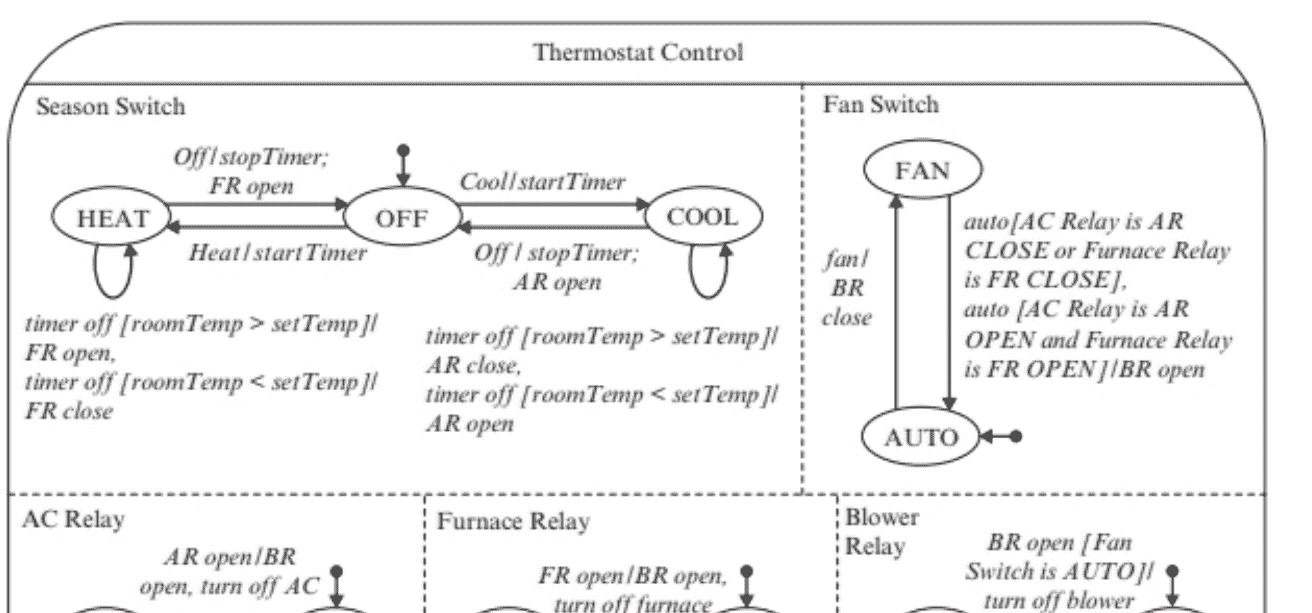 Thermostat Control
Season Switch
Off/stopTimer;
FR open
Cool/startTimer
HEAT
OFF
COOL
Heat/startTimer
Off / stopTimer;
AR open
timer off [roomTemp > setTemp]/
FR open,
timer off [roomTemp < setTemp]/
FR close
timer off [roomTemp > setTemp]/
AR close,
timer off [roomTemp < setTemp]/
AR open
Fan Switch
FAN
fan/
BR
close
auto[AC Relay is AR
CLOSE or Furnace Relay
is FR CLOSE],
auto [AC Relay is AR
OPEN and Furnace Relay
is FR OPEN]/BR open
AUTO
AC Relay
AR open/BR
open, turn off AC
Furnace Relay
FR open/BR open,
turn off furnace
Blower
Relay
BR open [Fan
Switch is AUTO]/
turn off blower